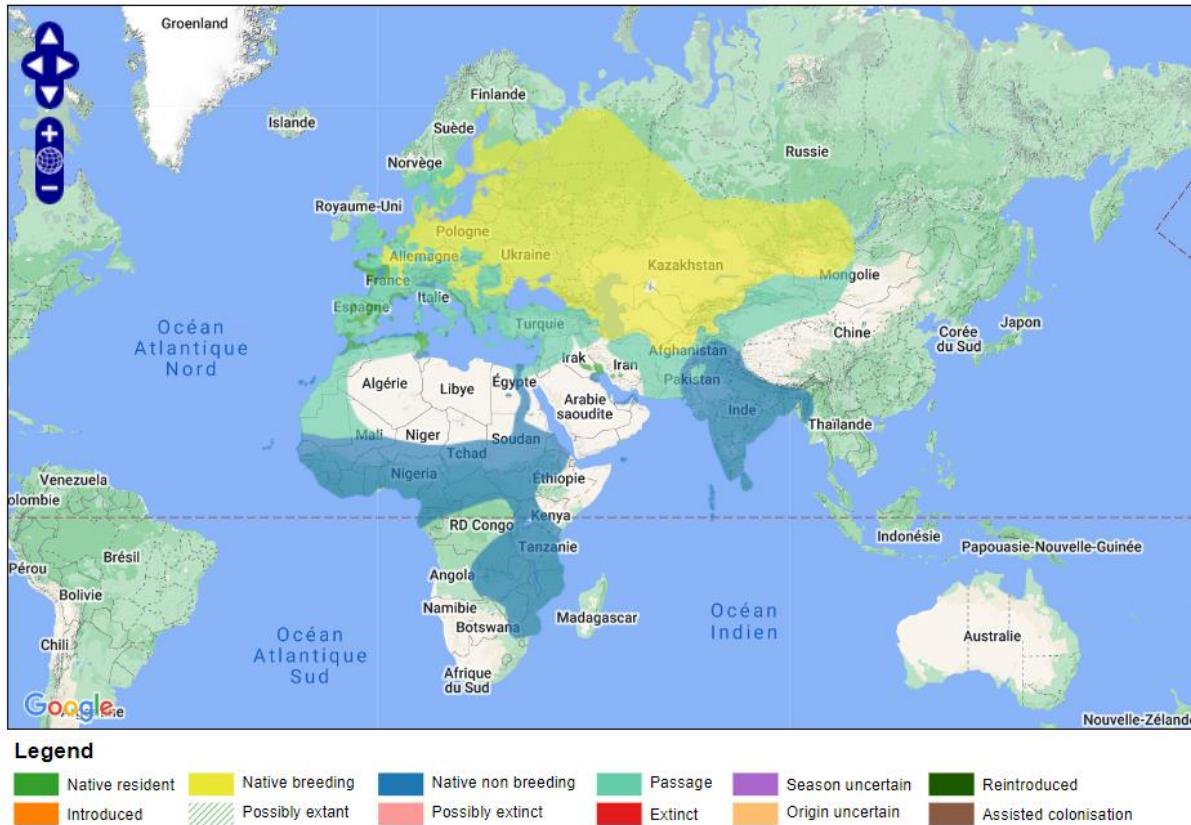 Groenland
Finlande
Islande
Suède
Norvège
Russie
Royaume-Uni
Pologne
Allemagne
Ukraine
Kazakhstan
Mongolie
France
Italie
Espagne
Turquie
Chine
Corée
du Sud
Japon
Océan
Atlantique
Nord
Irak
Iran
Afghanistan
Pakistan
Algérie
Libye
Égypte
Arabie
saoudite
Inde
Thaïlande
Mali
Niger
Tchad
Soudan
Nigeria
Éthiopie
Venezuela
olombie
Kenya
RD Congo
Tanzanie
Indonésie
Papouasie-Nouvelle-Guinée
Brésil
Pérou
Bolivie
Angola
Namibie
Botswana
Madagascar
Océan
Indien
Australie
Océan
Atlantique
Sud
Chili
Afrique
du Sud
Google
Nouvelle-Zélande
Legend
Native resident Native breeding Native non breeding Passage Season uncertain Reintroduced
Introduced Possibly extant Possibly extinct Extinct Origin uncertain Assisted colonisation